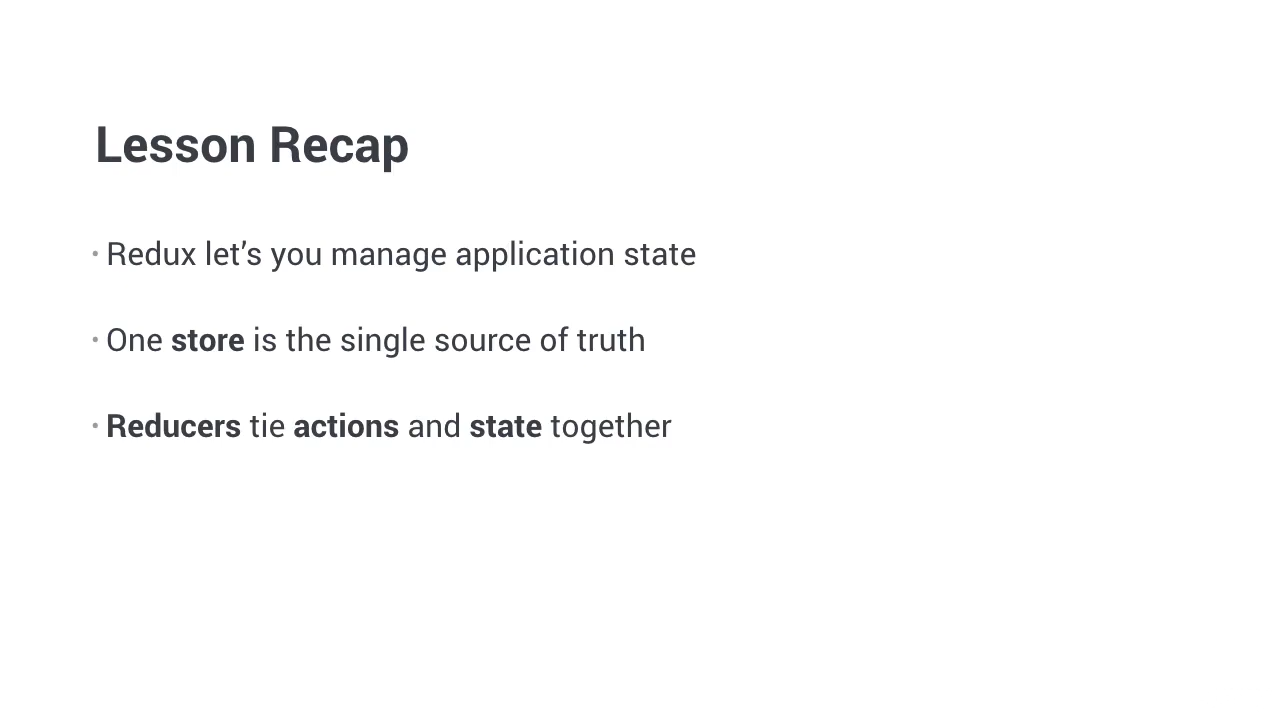 Lesson Recap
· Redux let’s you manage application state
· One store is the single source of truth
· Reducers tie actions and state together